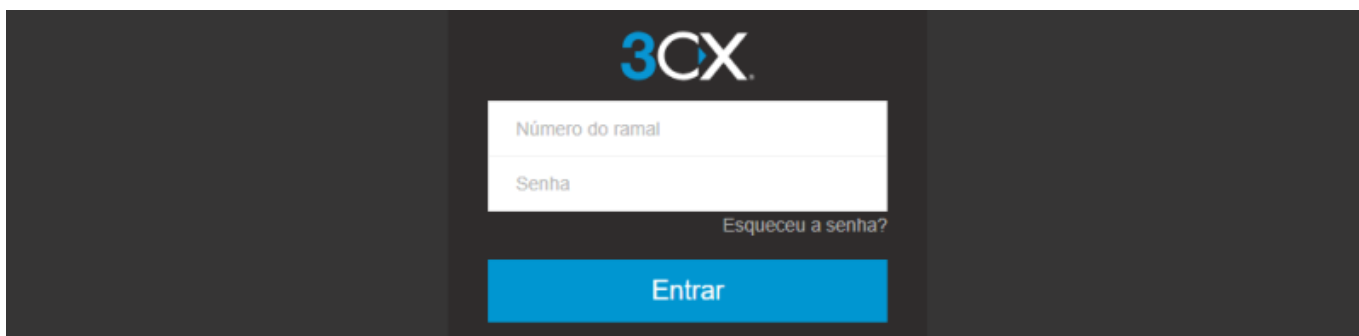 3CX
Número do ramal
Senha
Esqueceu a senha?
Entrar